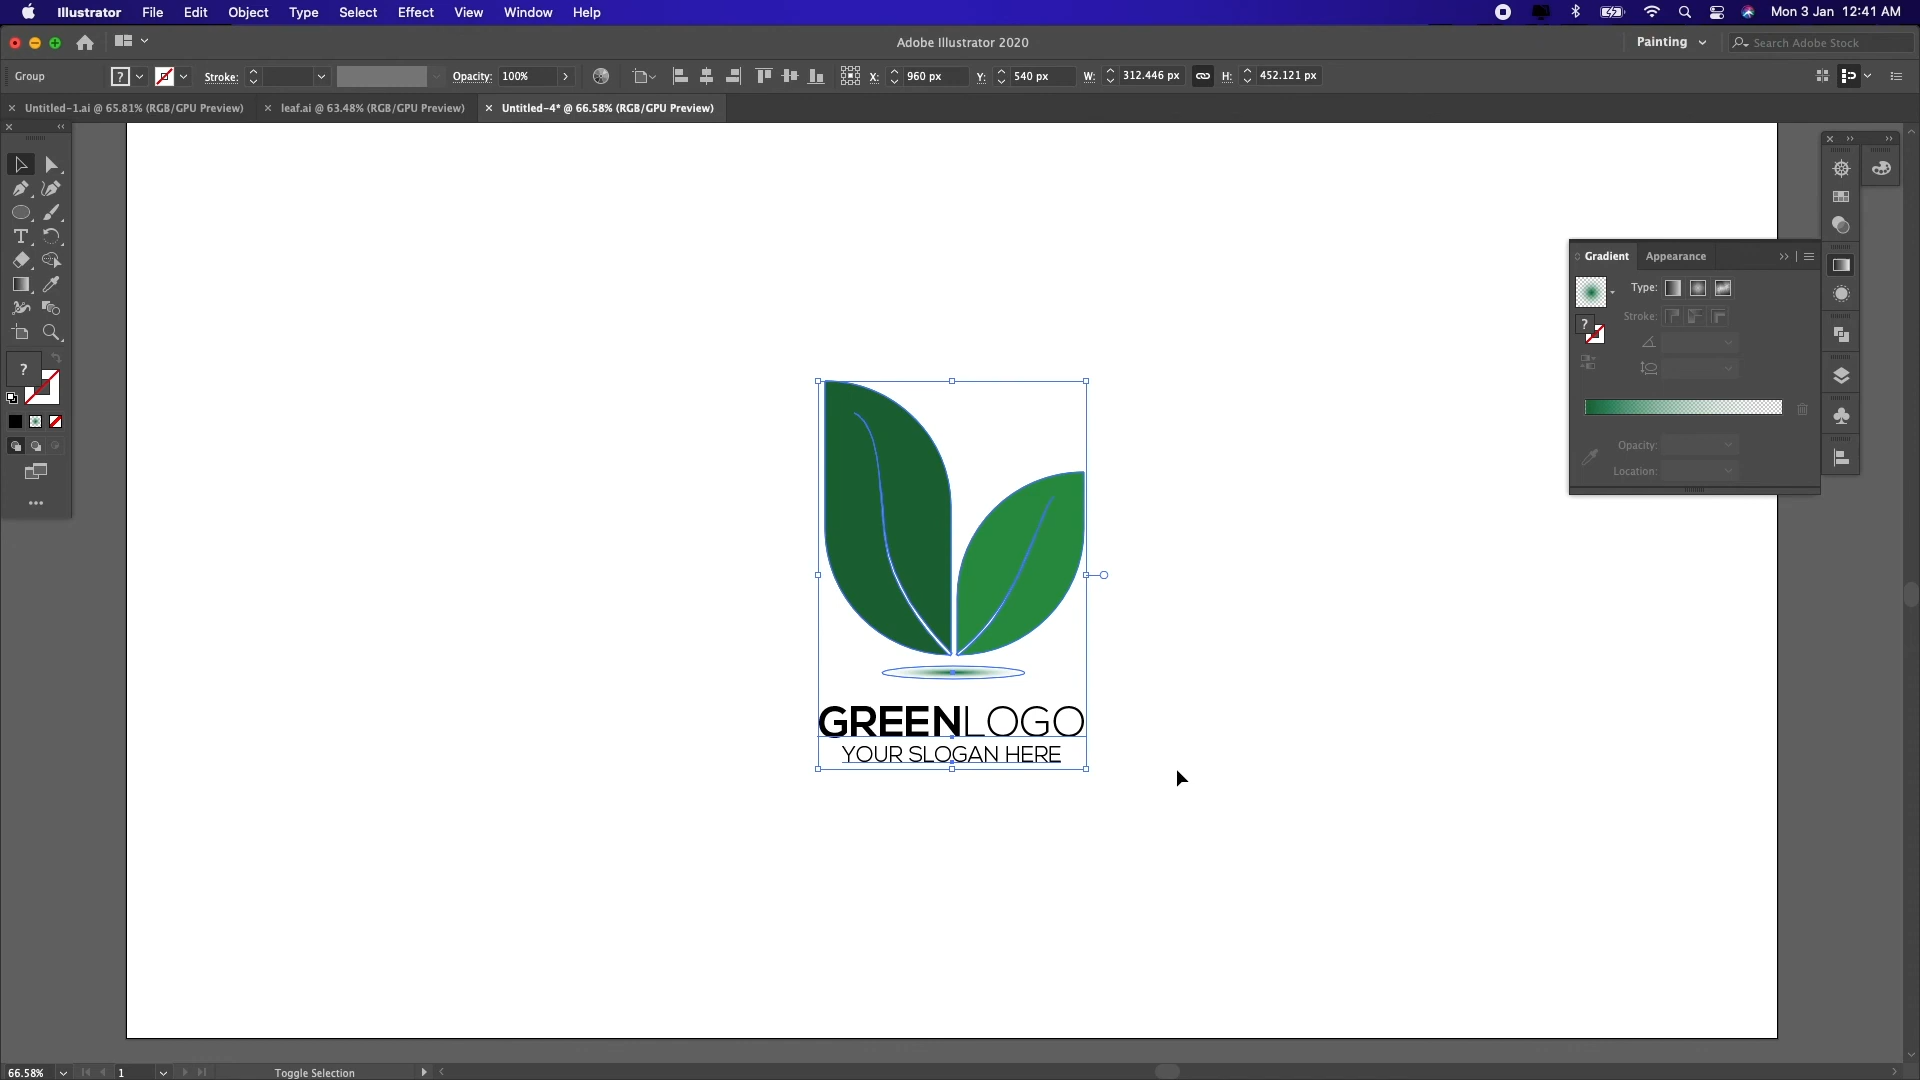 Illustrator File Edit Object Type Select Effect View Window Help Mon 3 Jan 12:41 AM
Adobe Illustrator 2020 Painting Search Adobe Stock
Group ? Stroke: Opacity: 100% X: 960 px Y: 540 px W: 312.446 px H: 452.121 px
Untitled-1.ai @ 65.81% (RGB/GPU Preview) leaf.ai @ 63.48% (RGB/GPU Preview) Untitled-4* @ 66.58% (RGB/GPU Preview)
T
?
Gradient Appearance
Type:
Stroke:
?
Opacity:
Location:
GREENLOGO
YOUR SLOGAN HERE
66.58% 1 Toggle Selection